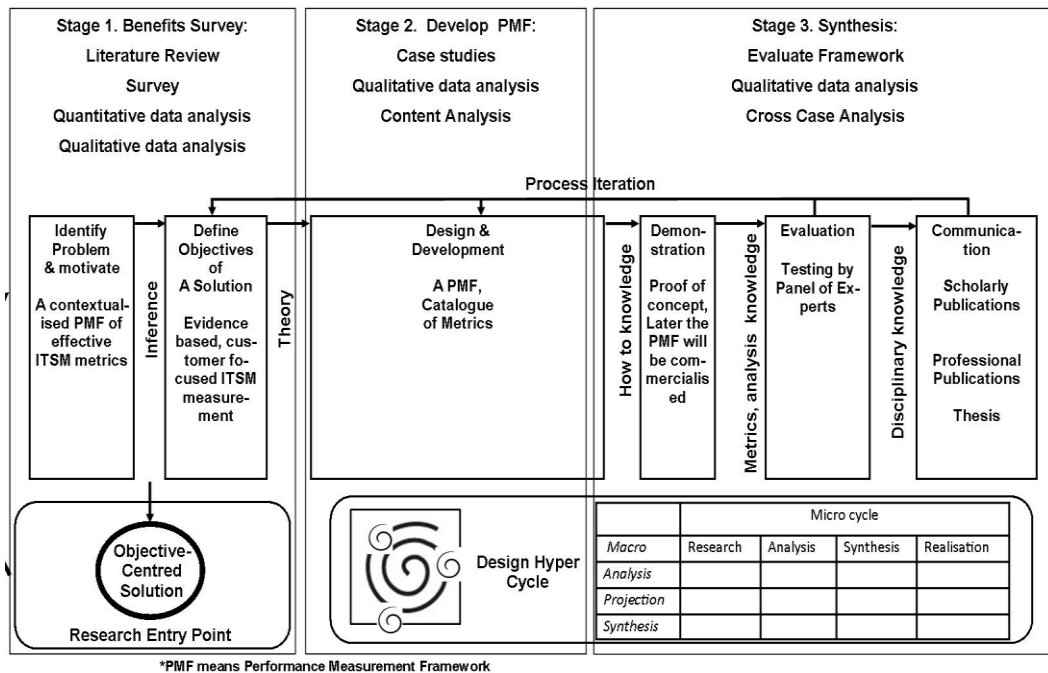 Stage 1. Benefits Survey:
Literature Review
Survey
Quantitative data analysis
Qualitative data analysis
Stage 2. Develop PMF:
Case studies
Qualitative data analysis
Content Analysis
Stage 3. Synthesis:
Evaluate Framework
Qualitative data analysis
Cross Case Analysis
Process Iteration
Identify
Problem
& motivate
A contextual-
ised PMF of
effective
ITSM metrics
Inference
Define
Objectives
of
A Solution
Evidence
based, cus-
tomer fo-
cused ITSM
measure-
ment
Theory
Design &
Development
A PMF,
Catalogue
of Metrics
How to knowledge
Demon-
stration
Proof of
concept,
Later the
PMF will
be com-
mercialis
ed
Metrics, analysis knowledge
Evaluation
Testing by
Panel of Ex-
perts
Disciplinary knowledge
Communica-
tion
Scholarly
Publications
Professional
Publications
Thesis
Objective-
Centred
Solution
Research Entry Point
Design Hyper
Cycle
Micro cycle
Macro Research Analysis Synthesis Realisation
Analysis
Projection
Synthesis
*PMF means Performance Measurement Framework